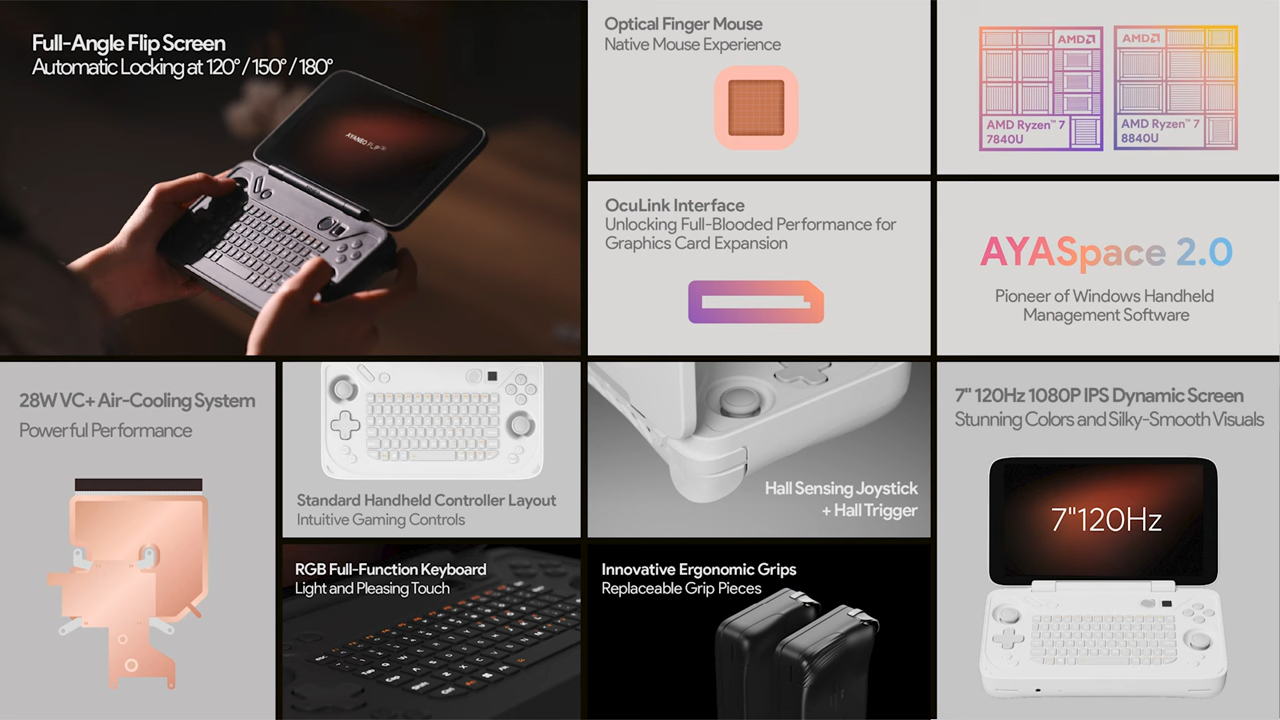 Full-Angle Flip Screen
Automatic Locking at 120°/150°/180°
AYANEO FLIP
Optical Finger Mouse
Native Mouse Experience
AMD
AMD Ryzen™ 7
7840U
AMD
AMD Ryzen™ 7
8840U
OcuLink Interface
Unlocking Full-Blooded Performance for
Graphics Card Expansion
AYASpace 2.0
Pioneer of Windows Handheld
Management Software
28W VC+ Air-Cooling System
Powerful Performance
Standard Handheld Controller Layout
Intuitive Gaming Controls
Hall Sensing Joystick
+ Hall Trigger
7" 120Hz 1080P IPS Dynamic Screen
Stunning Colors and Silky-Smooth Visuals
7"120Hz
RGB Full-Function Keyboard
Light and Pleasing Touch
Innovative Ergonomic Grips
Replaceable Grip Pieces